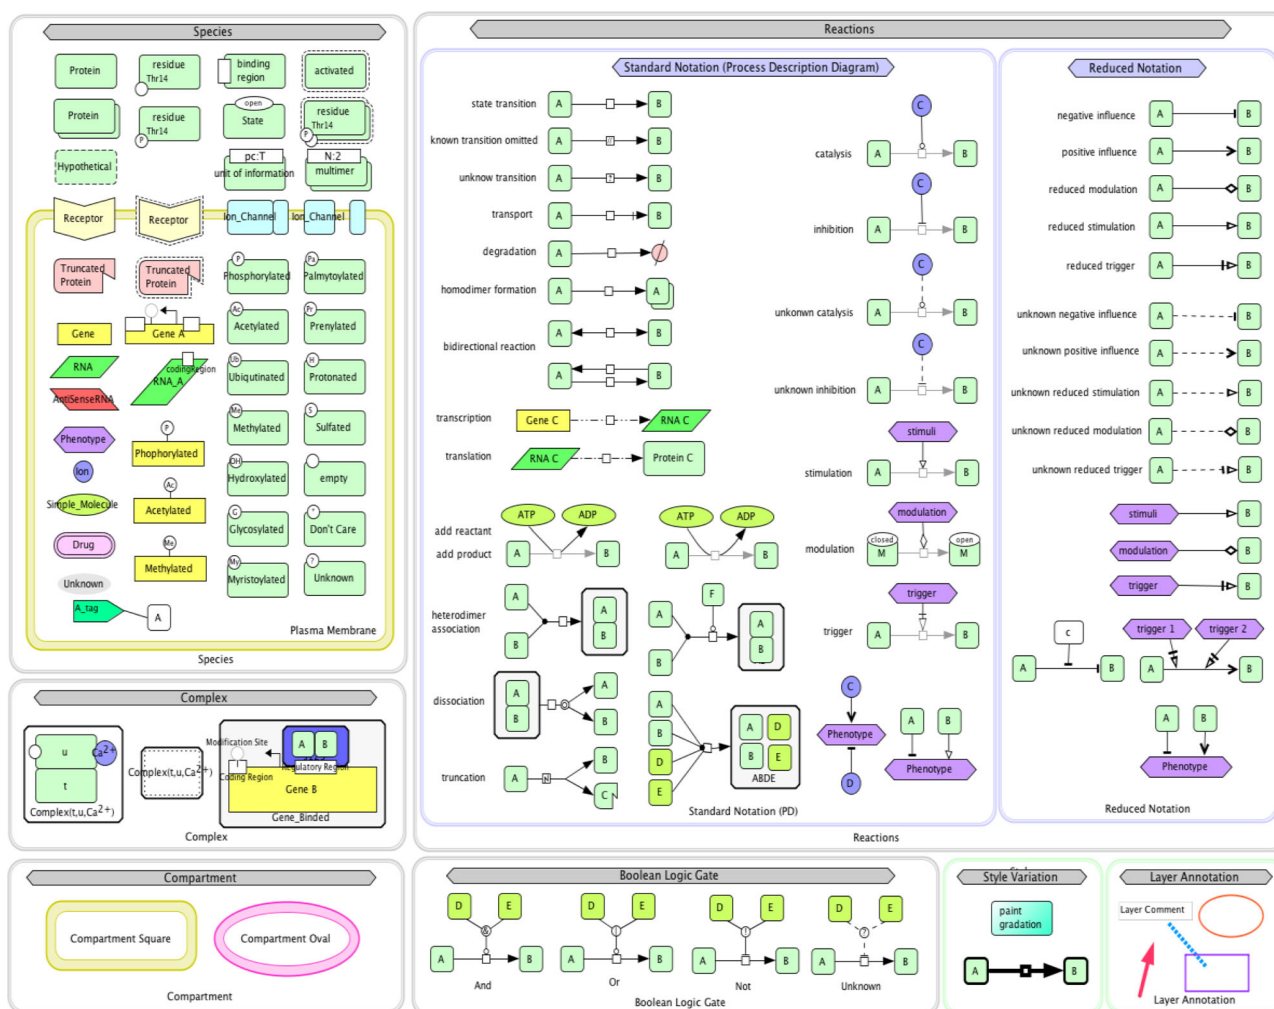 Species
Protein
residue
Thr14
binding
region
activated
Protein
residue
Thr14
P
open
State
residue
Thr14
P
Hypothetical
pc:T
unit of information
N:2
multimer
Receptor
Receptor
Ion_Channel
Ion_Channel
Truncated
Protein
Truncated
Protein
P
Phosphorylated
Pa
Palmytoylated
Gene
Gene A
Ac
Acetylated
Pr
Prenylated
RNA
codingRegion
RNA_A
Ub
Ubiqutinated
H
Protonated
AntiSenseRNA
Me
Methylated
S
Sulfated
Phenotype
P
Phophorylated
Ion
OH
Hydroxylated
empty
Simple_Molecule
Ac
Acetylated
G
Glycosylated
*
Don't Care
Drug
Me
Methylated
My
Myristoylated
?
Unknown
Unknown
A_tag
A
Plasma Membrane
Species
Complex
u
Ca2+
t
Complex(t,u,Ca2+)
Complex(t,u,Ca2+)
Modification Site
A B
Regulatory Region
Coding Region
Gene B
Gene_Binded
Complex
Compartment
Compartment Square
Compartment Oval
Compartment
Reactions
Standard Notation (Process Description Diagram)
state transition A B
known transition omitted A // B
unknow transition A ? B
transport A B
degradation A
homodimer formation A A
bidirectional reaction
A B
A B
transcription Gene C RNA C
translation RNA C Protein C
add reactant
add product
ATP ADP
A B
ATP ADP
A B
heterodimer
association
A
B
A
B
F
A
B
A
B
dissociation
A
B
A
B
A
B
D
E
A D
B E
ABDE
truncation A N B
C
C
catalysis A B
C
inhibition A B
C
unkonwn catalysis A B
C
unknown inhibition A B
stimuli
stimulation A B
modulation
modulation
closed
M
open
M
trigger
trigger A B
C
Phenotype
D
A B
Phenotype
Standard Notation (PD)
Reduced Notation
negative influence A B
positive influence A B
reduced modulation A B
reduced stimulation A B
reduced trigger A B
unknown negative influence A B
unknown positive influence A B
unknown reduced stimulation A B
unknown reduced modulation A B
unknown reduced trigger A B
stimuli B
modulation B
trigger B
c
A B
trigger 1 trigger 2
A B
A B
Phenotype
Reduced Notation
Reactions
Boolean Logic Gate
D E
&
A B
And
D E
A B
Or
D E
!
A B
Not
D E
?
A B
Unknown
Boolean Logic Gate
Style Variation
paint
gradation
A B
Layer Annotation
Layer Comment
Layer Annotation